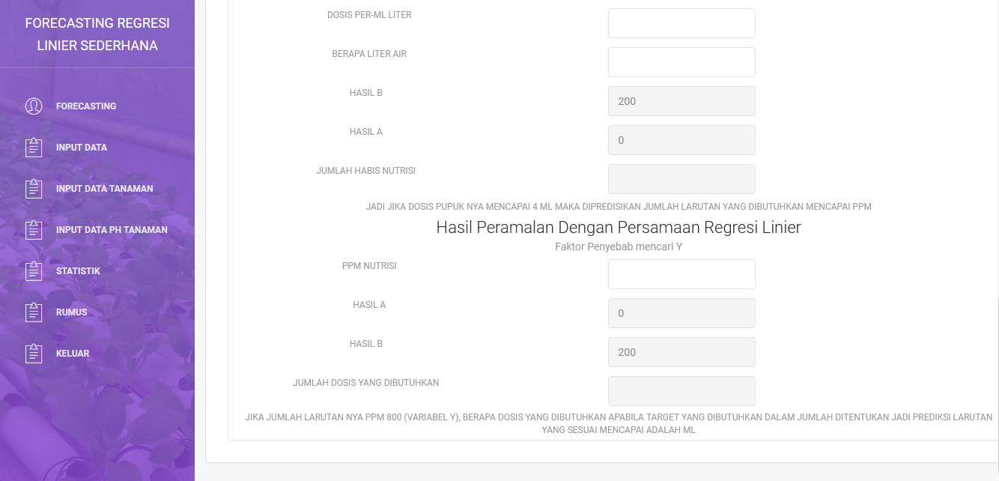 FORECASTING REGRESI
LINIER SEDERHANA
FORECASTING
INPUT DATA
INPUT DATA TANAMAN
INPUT DATA PH TANAMAN
STATISTIK
RUMUS
KELUAR
DOSIS PER-ML LITER
BERAPA LITER AIR
HASIL B
200
HASIL A
0
JUMLAH HABIS NUTRISI
JADI JIKA DOSIS PUPUK NYA MENCAPAI 4 ML MAKA DIPREDISIKAN JUMLAH LARUTAN YANG DIBUTUHKAN MENCAPAI PPM
Hasil Peramalan Dengan Persamaan Regresi Linier
Faktor Penyebab mencari Y
PPM NUTRISI
HASIL A
0
HASIL B
200
JUMLAH DOSIS YANG DIBUTUHKAN
JIKA JUMLAH LARUTAN NYA PPM 800 (VARIABEL Y), BERAPA DOSIS YANG DIBUTUHKAN APABILA TARGET YANG DIBUTUHKAN DALAM JUMLAH DITENTUKAN JADI PREDIKSI LARUTAN
YANG SESUAI MENCAPAI ADALAH ML